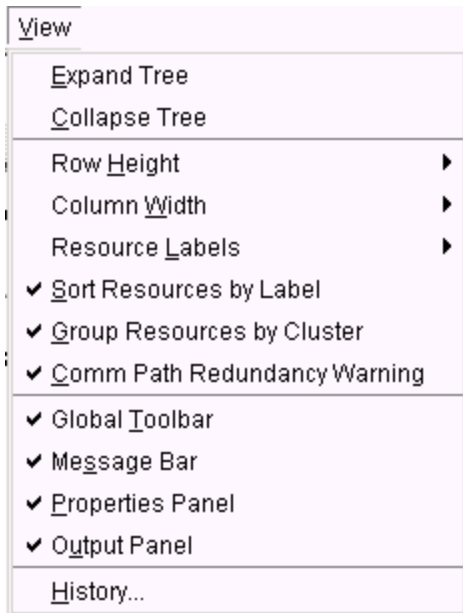 View
Expand Tree
Collapse Tree
Row Height
Column Width
Resource Labels
Sort Resources by Label
Group Resources by Cluster
Comm Path Redundancy Warning
Global Toolbar
Message Bar
Properties Panel
Output Panel
History...